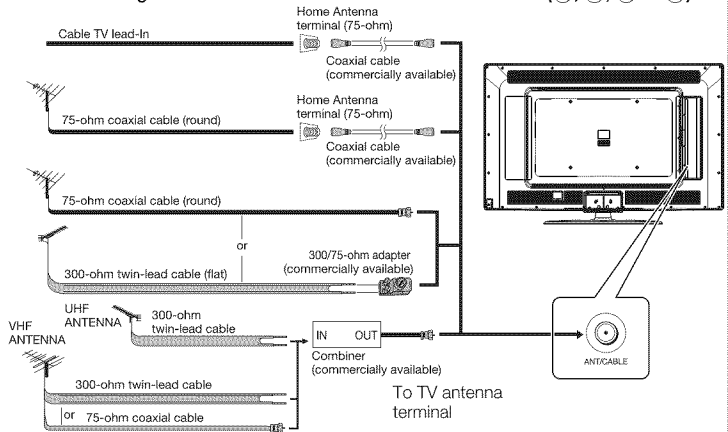 Home Antenna
terminal (75-ohm)
Cable TV lead-In
Coaxial cable
(commercially available)
Home Antenna
terminal (75-ohm)
75-ohm coaxial cable (round)
Coaxial cable
(commercially available)
75-ohm coaxial cable (round)
or
300/75-ohm adapter
(commercially available)
300-ohm twin-lead cable (flat)
UHF
ANTENNA
300-ohm
twin-lead cable
VHF
ANTENNA
IN OUT
Combiner
(commercially available)
ANT/CABLE
300-ohm twin-lead cable
To TV antenna
terminal
or 75-ohm coaxial cable